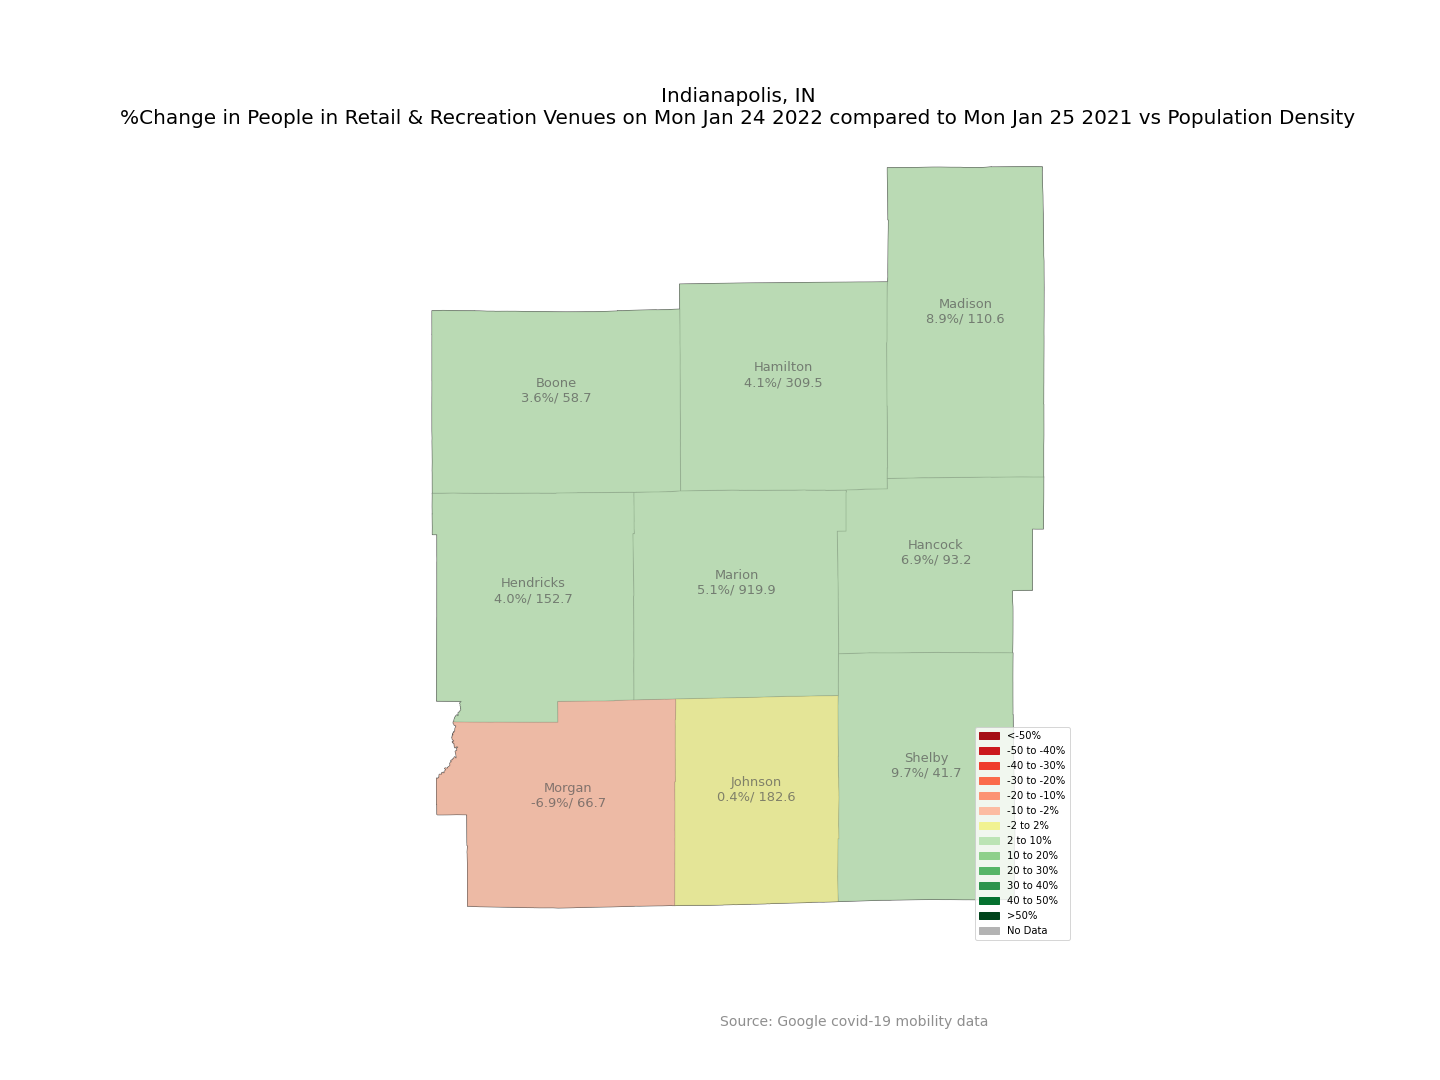 Indianapolis, IN
%Change in People in Retail & Recreation Venues on Mon Jan 24 2022 compared to Mon Jan 25 2021 vs Population Density
Madison
8.9%/ 110.6
Hamilton
4.1%/ 309.5
Boone
3.6%/ 58.7
Hancock
6.9%/ 93.2
Marion
5.1%/ 919.9
Hendricks
4.0%/ 152.7
Shelby
9.7%/ 41.7
Johnson
0.4%/ 182.6
Morgan
-6.9%/ 66.7
<-50%
-50 to -40%
-40 to -30%
-30 to -20%
-20 to -10%
-10 to -2%
-2 to 2%
2 to 10%
10 to 20%
20 to 30%
30 to 40%
40 to 50%
>50%
No Data
Source: Google covid-19 mobility data